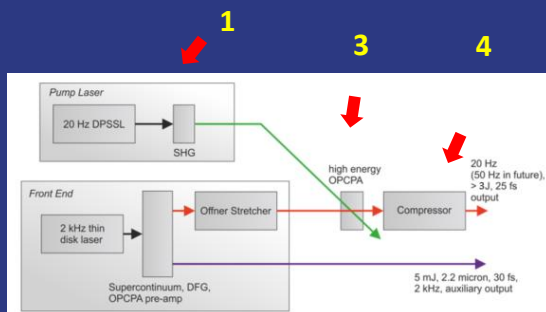 1
3
4
Pump Laser
20 Hz DPSSL
SHG
high energy
OPCPA
20 Hz
(50 Hz in future),
> 3J, 25 fs
output
Front End
Offner Stretcher
Compressor
2 kHz thin
disk laser
5 mJ, 2.2 micron, 30 fs,
2 kHz, auxiliary output
Supercontinuum, DFG,
OPCPA pre-amp